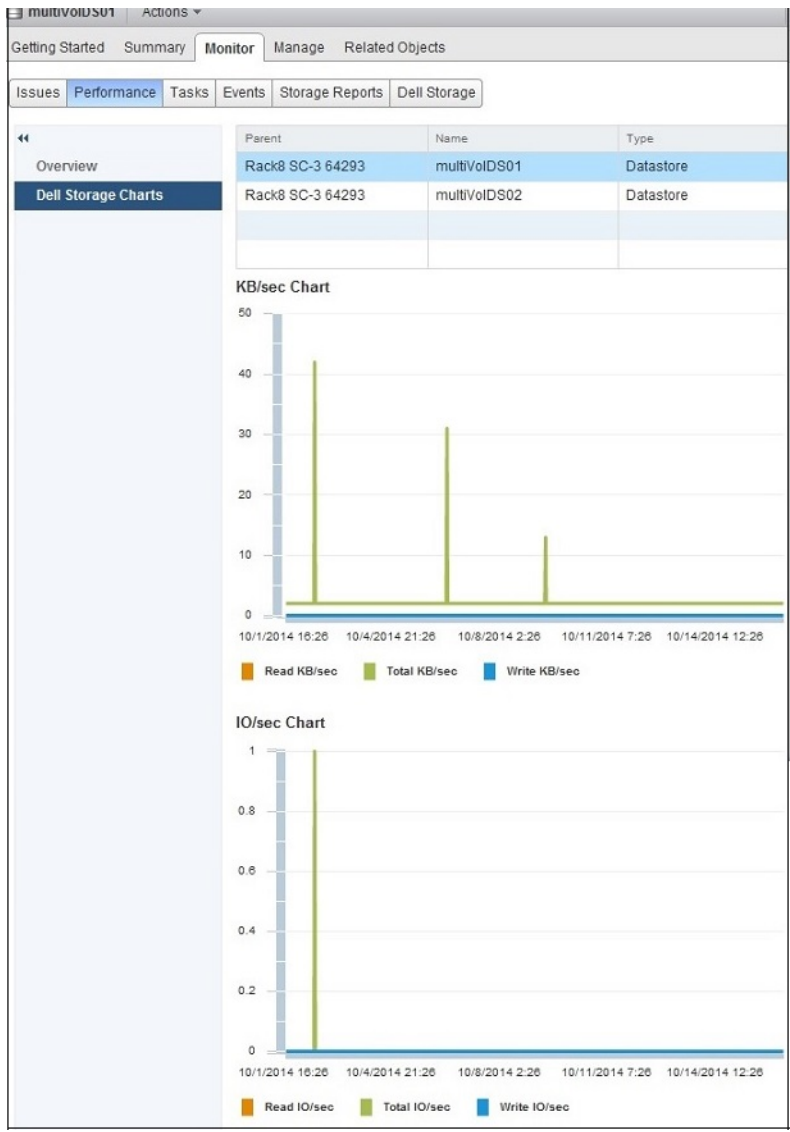 multiVolDS01 Actions
Getting Started Summary Monitor Manage Related Objects
Issues Performance Tasks Events Storage Reports Dell Storage
Overview
Dell Storage Charts
Parent Name Type
Rack8 SC-3 64293 multiVolDS01 Datastore
Rack8 SC-3 64293 multiVolDS02 Datastore
KB/sec Chart
50
40
30
20
10
0
10/1/2014 16:26 10/4/2014 21:26 10/8/2014 2:26 10/11/2014 7:26 10/14/2014 12:26
Read KB/sec Total KB/sec Write KB/sec
IO/sec Chart
1
0.8
0.6
0.4
0.2
0
10/1/2014 16:26 10/4/2014 21:26 10/8/2014 2:26 10/11/2014 7:26 10/14/2014 12:26
Read IO/sec Total IO/sec Write IO/sec